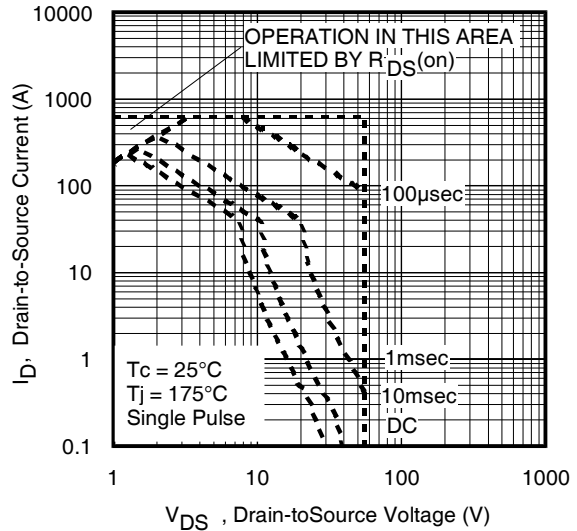 10000
OPERATION IN THIS AREA
LIMITED BY RDS(on)
1000
100
100µsec
10
1
1msec
Tc = 25°C
Tj = 175°C
Single Pulse
10msec
DC
0.1
1
10
100
1000
ID, Drain-to-Source Current (A)
VDS , Drain-toSource Voltage (V)